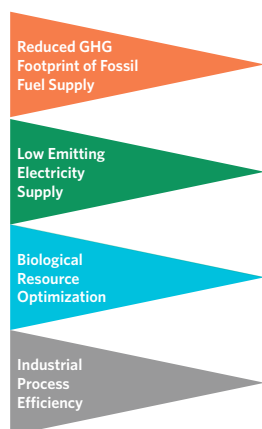 Reduced GHG
Footprint of Fossil
Fuel Supply
Low Emitting
Electricity
Supply
Biological
Resource
Optimization
Industrial
Process
Efficiency